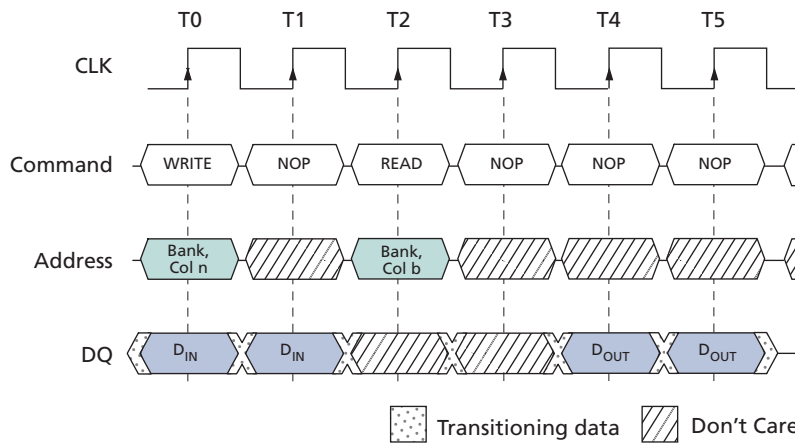 T0 T1 T2 T3 T4 T5
CLK
Command WRITE NOP READ NOP NOP NOP
Address Bank, Col n Bank, Col b
DQ DIN DIN DOUT DOUT
Transitioning data Don't Care